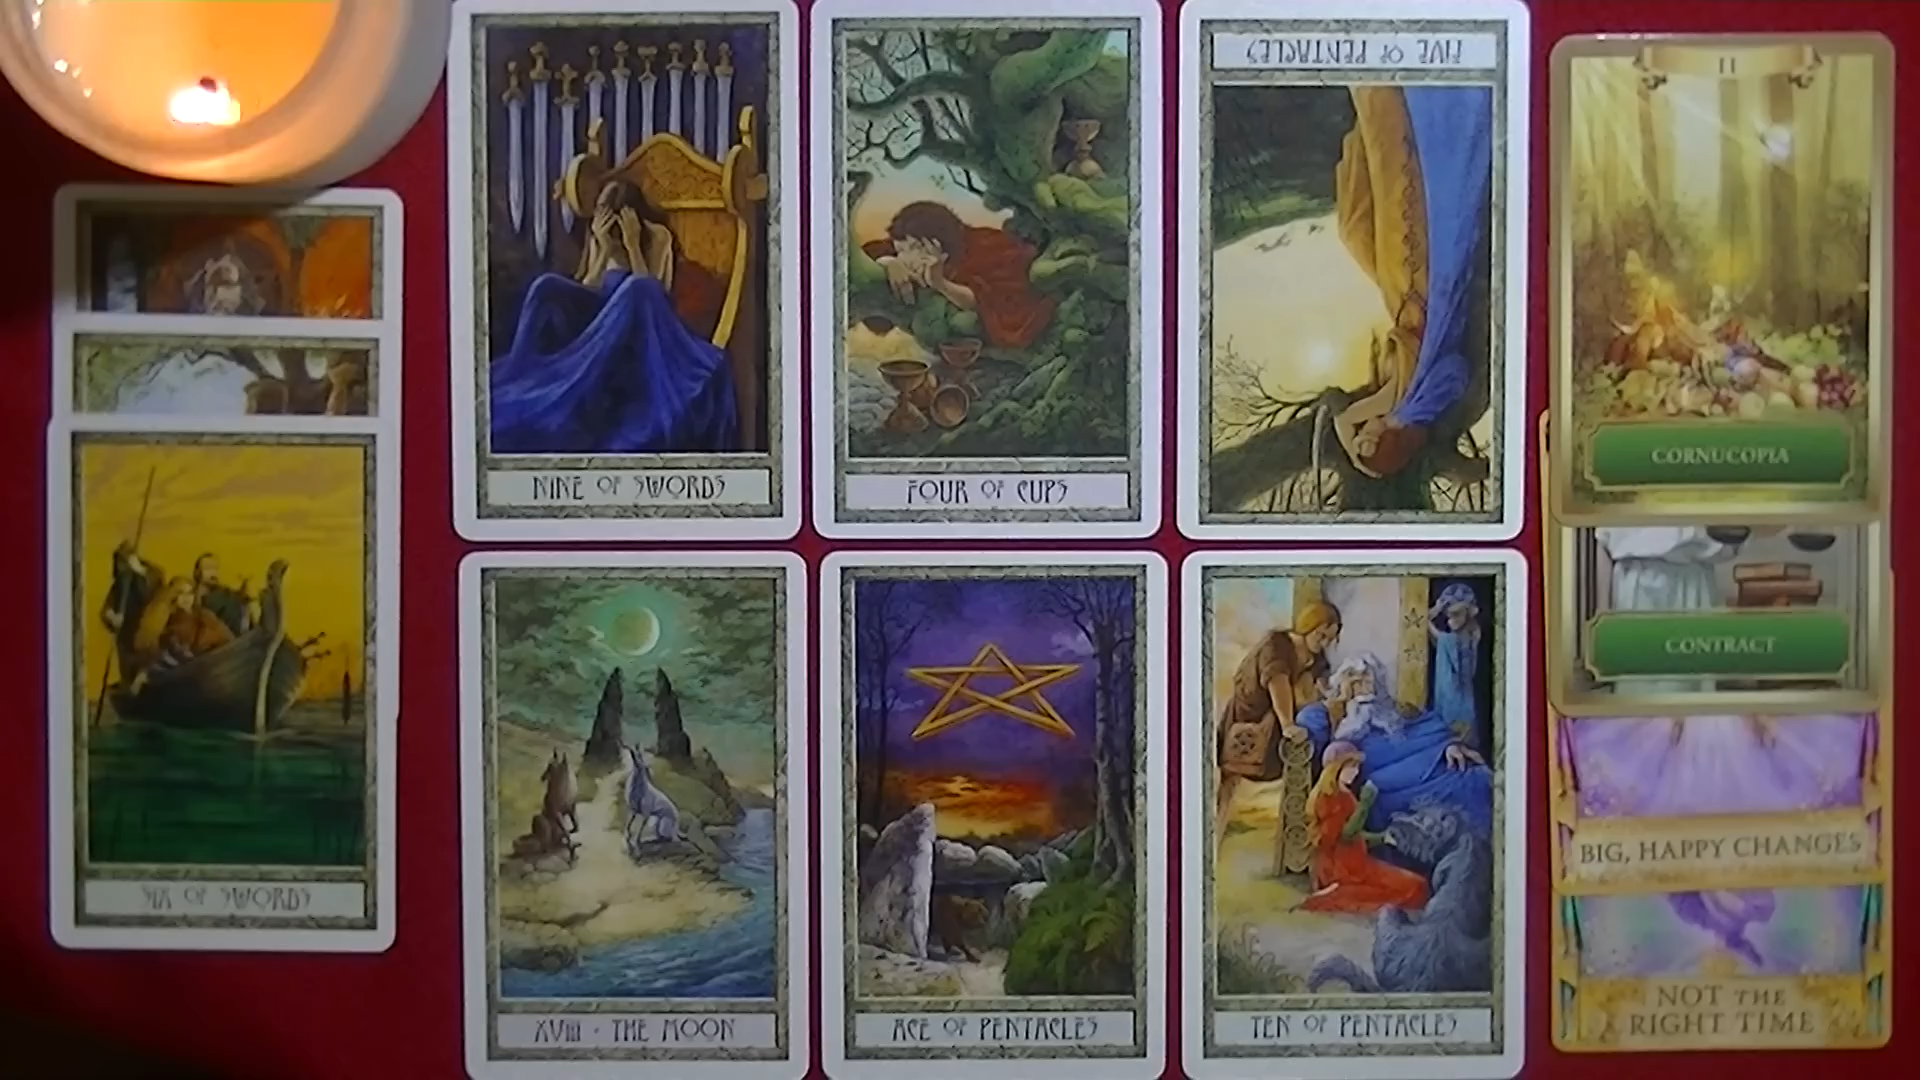 NINE OF SWORDS
FOUR OF CUPS
FIVE OF PENTACLES
II
CORNUCOPIA
CONTRACT
SIX OF SWORDS
BIG, HAPPY CHANGES
XVIII · THE MOON
ACE OF PENTACLES
TEN OF PENTACLES
NOT THE
RIGHT TIME